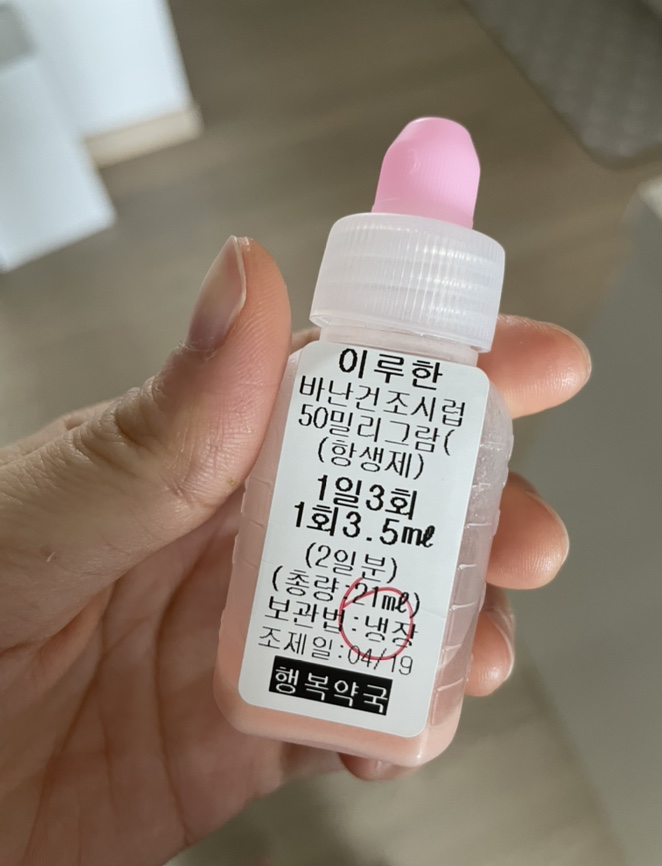 이루한
바난건조시럽
50밀리그람(
(항생제)
1일3회
1회3.5㎖
(2일분)
(총량:21㎖)
보관법:냉장
조제일:04/19
행복약국